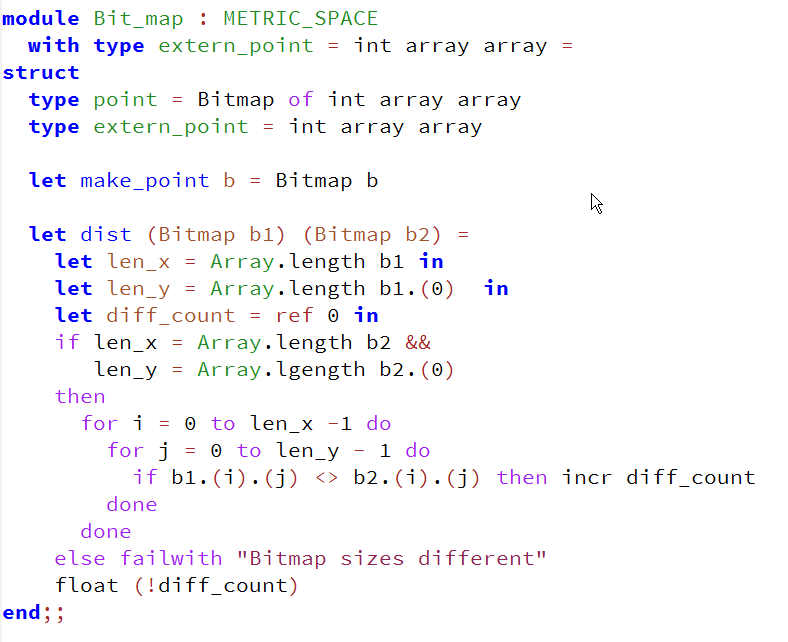 module Bit_map : METRIC_SPACE
  with type extern_point = int array array =
struct
  type point = Bitmap of int array array
  type extern_point = int array array

  let make_point b = Bitmap b

  let dist (Bitmap b1) (Bitmap b2) =
    let len_x = Array.length b1 in
    let len_y = Array.length b1.(0)  in
    let diff_count = ref 0 in
    if len_x = Array.length b2 &&
       len_y = Array.lgength b2.(0)
    then
      for i = 0 to len_x -1 do
        for j = 0 to len_y - 1 do
          if b1.(i).(j) <> b2.(i).(j) then incr diff_count
        done
      done
    else failwith "Bitmap sizes different"
    float (!diff_count)
end;;